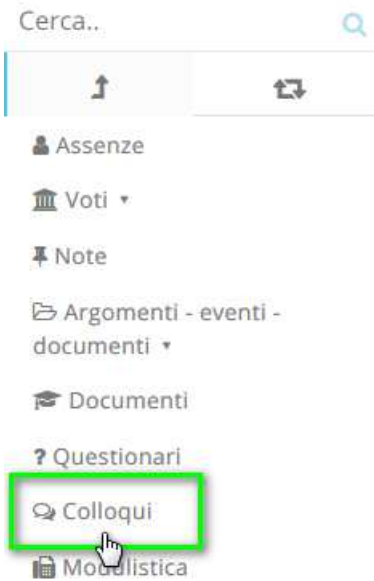 Cerca..
Assenze
Voti
Note
Argomenti - eventi -
documenti
Documenti
? Questionari
Colloqui
Modulistica